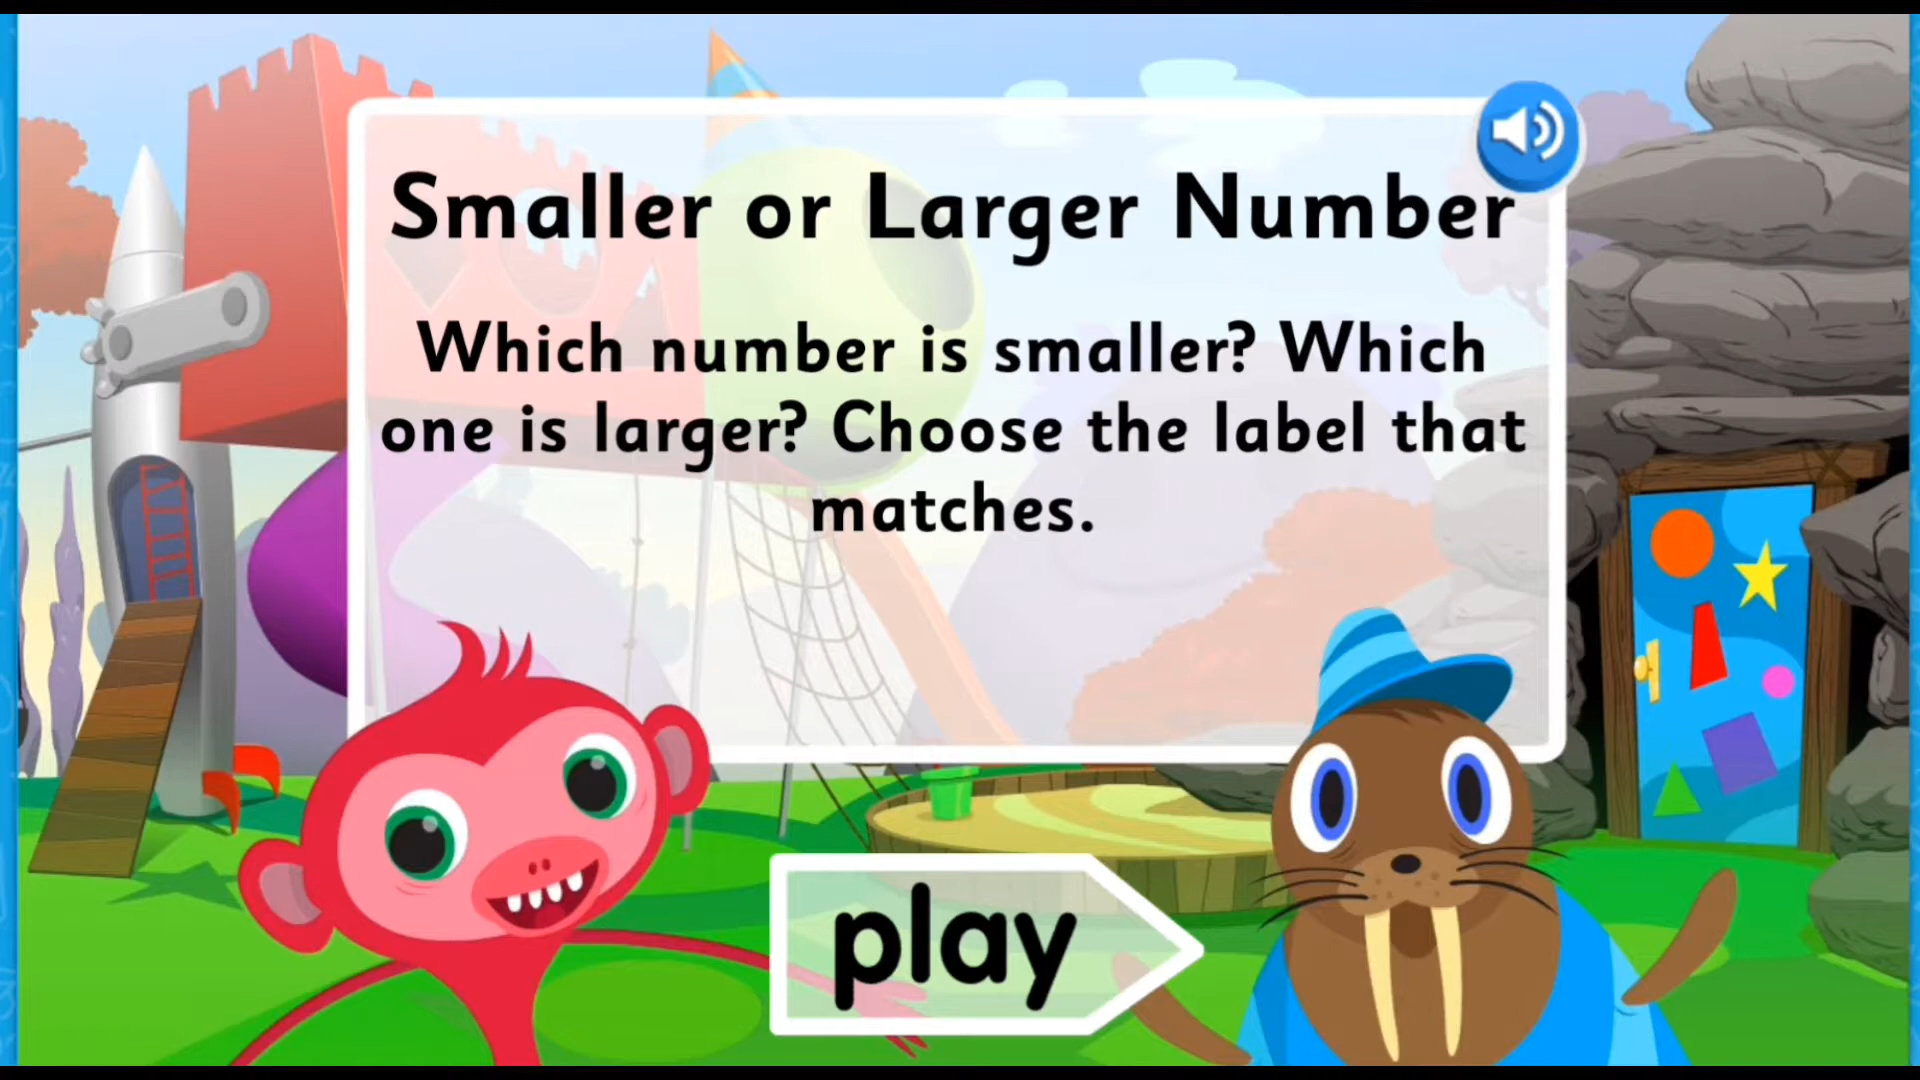 Smaller or Larger Number
Which number is smaller? Which
one is larger? Choose the label that
matches.
play